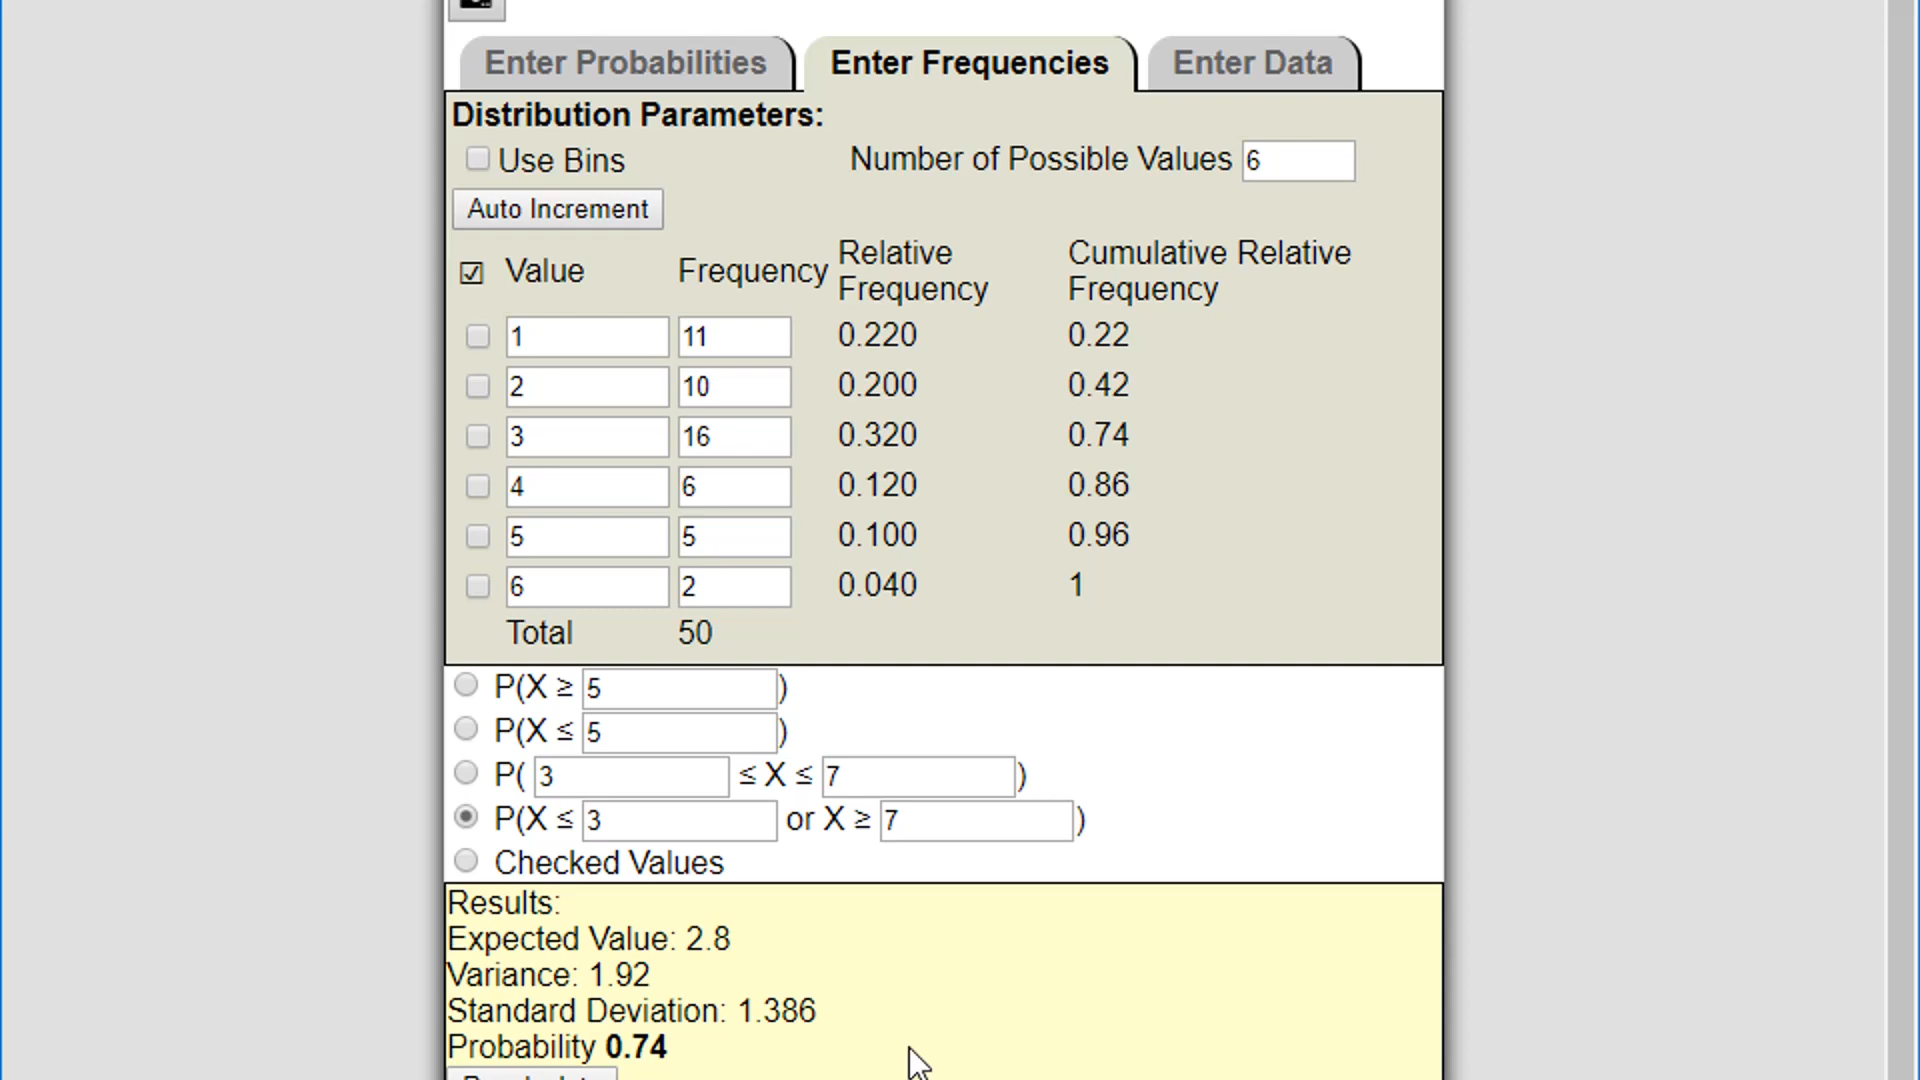 Enter Probabilities Enter Frequencies Enter Data
Distribution Parameters:
Use Bins Number of Possible Values 6
Auto Increment
Value Frequency Relative Frequency Cumulative Relative Frequency
1 11 0.220 0.22
2 10 0.200 0.42
3 16 0.320 0.74
4 6 0.120 0.86
5 5 0.100 0.96
6 2 0.040 1
Total 50
P(X ≥ 5)
P(X ≤ 5)
P( 3 ≤ X ≤ 7)
P(X ≤ 3 or X ≥ 7)
Checked Values
Results:
Expected Value: 2.8
Variance: 1.92
Standard Deviation: 1.386
Probability 0.74